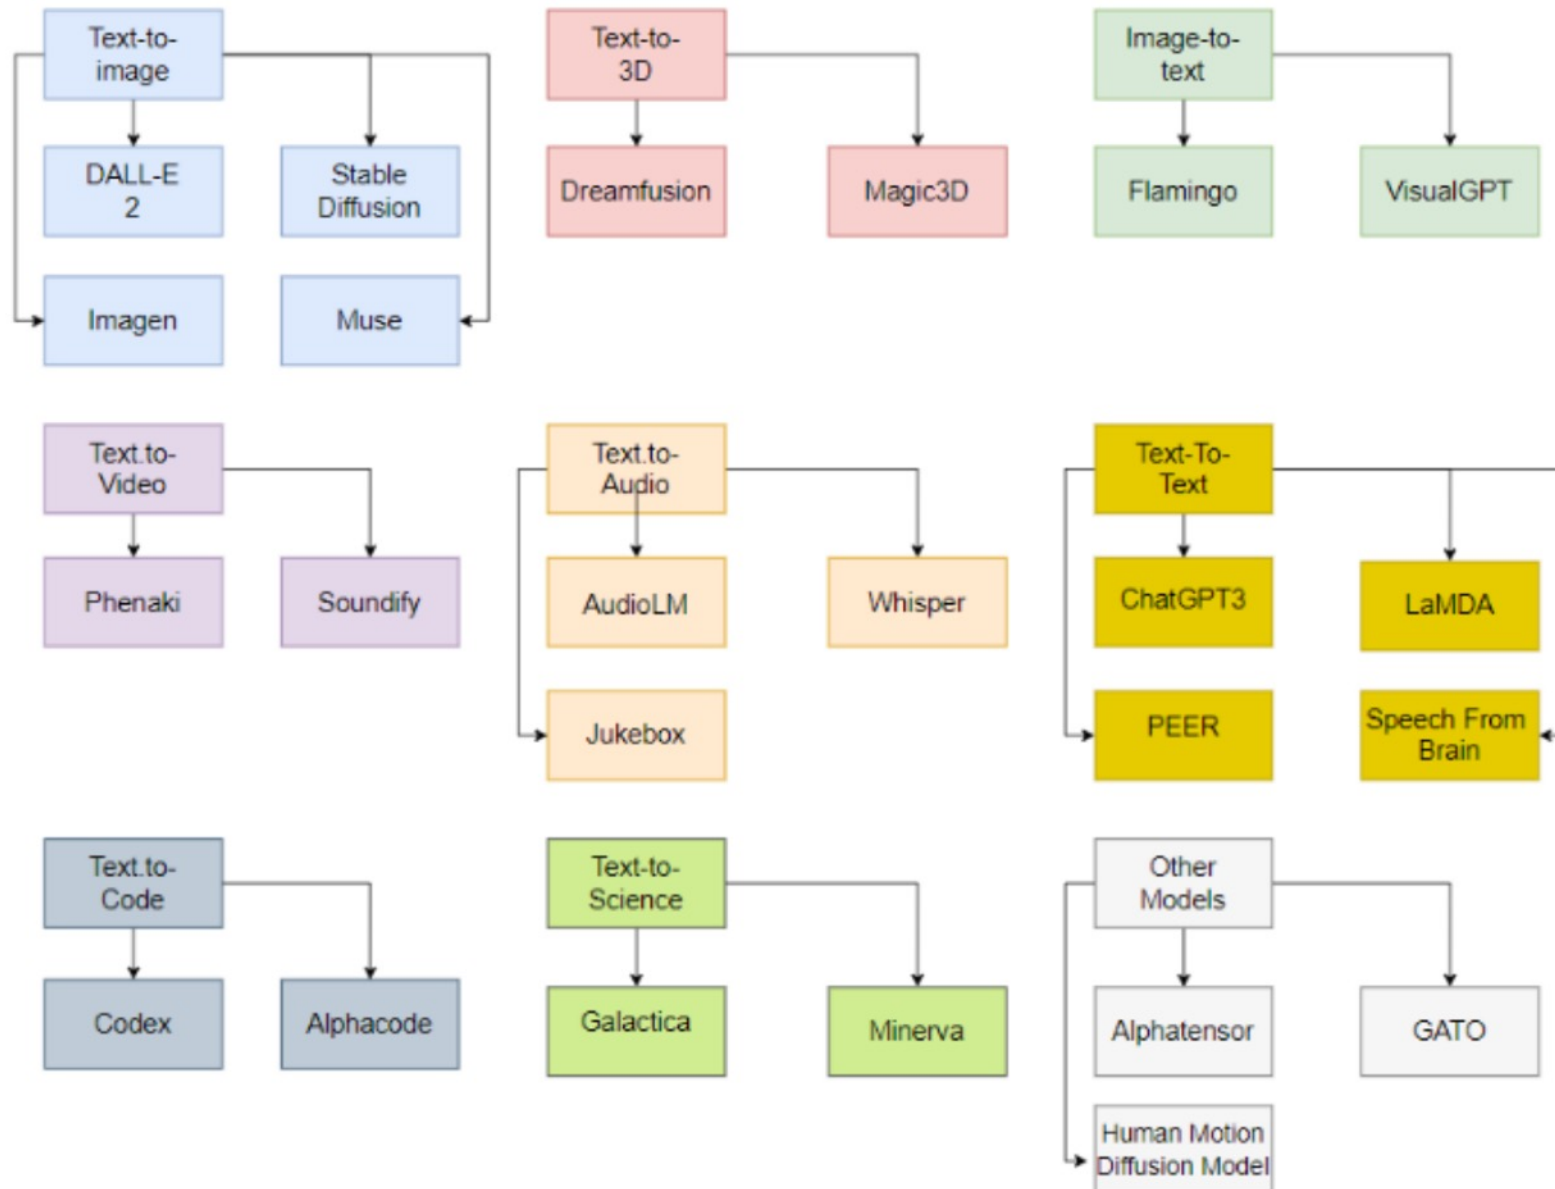 Text-to-
image
Text-to-
3D
Image-to-
text
DALL-E
2
Stable
Diffusion
Dreamfusion
Magic3D
Flamingo
VisualGPT
Imagen
Muse
Text.to-
Video
Text.to-
Audio
Text-To-
Text
Phenaki
Soundify
AudioLM
Whisper
ChatGPT3
LaMDA
Jukebox
PEER
Speech From
Brain
Text.to-
Code
Text-to-
Science
Other
Models
Codex
Alphacode
Galactica
Minerva
Alphatensor
GATO
Human Motion
Diffusion Model